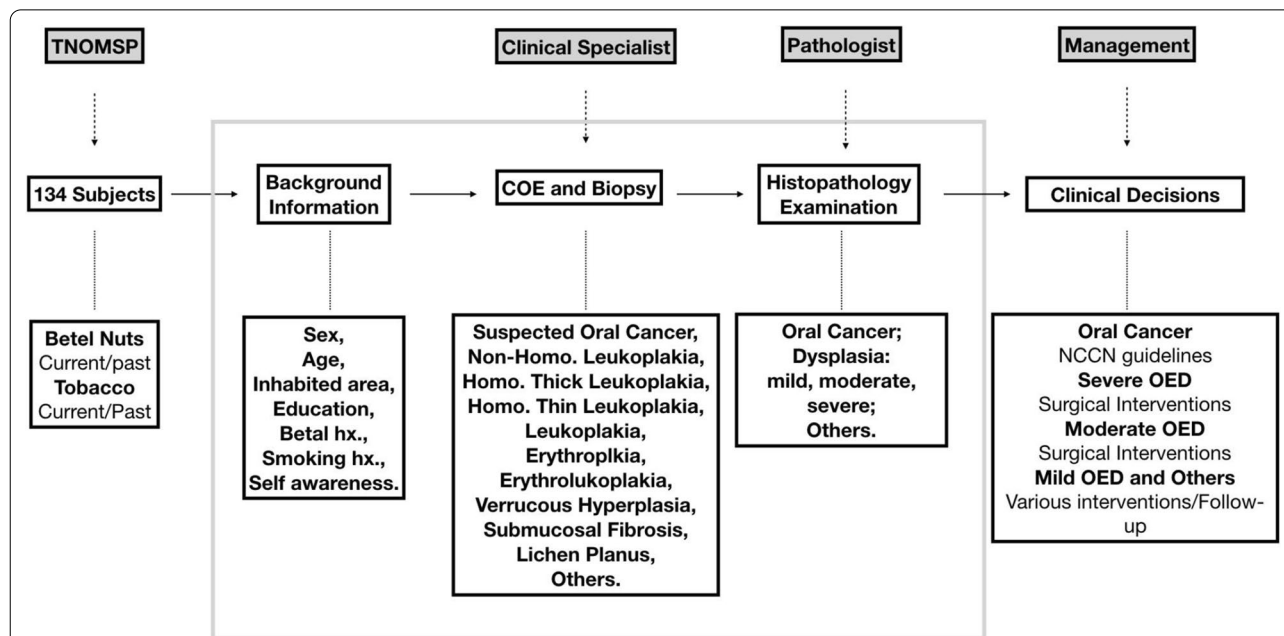 TNOMSP
Clinical Specialist
Pathologist
Management
134 Subjects
Background
Information
COE and Biopsy
Histopathology
Examination
Clinical Decisions
Betel Nuts
Current/past
Tobacco
Current/Past
Sex,
Age,
Inhabited area,
Education,
Betal hx.,
Smoking hx.,
Self awareness.
Suspected Oral Cancer,
Non-Homo. Leukoplakia,
Homo. Thick Leukoplakia,
Homo. Thin Leukoplakia,
Leukoplakia,
Erythroplkia,
Erythrolukoplakia,
Verrucous Hyperplasia,
Submucosal Fibrosis,
Lichen Planus,
Others.
Oral Cancer;
Dysplasia:
mild, moderate,
severe;
Others.
Oral Cancer
NCCN guidelines
Severe OED
Surgical Interventions
Moderate OED
Surgical Interventions
Mild OED and Others
Various interventions/Follow-
up